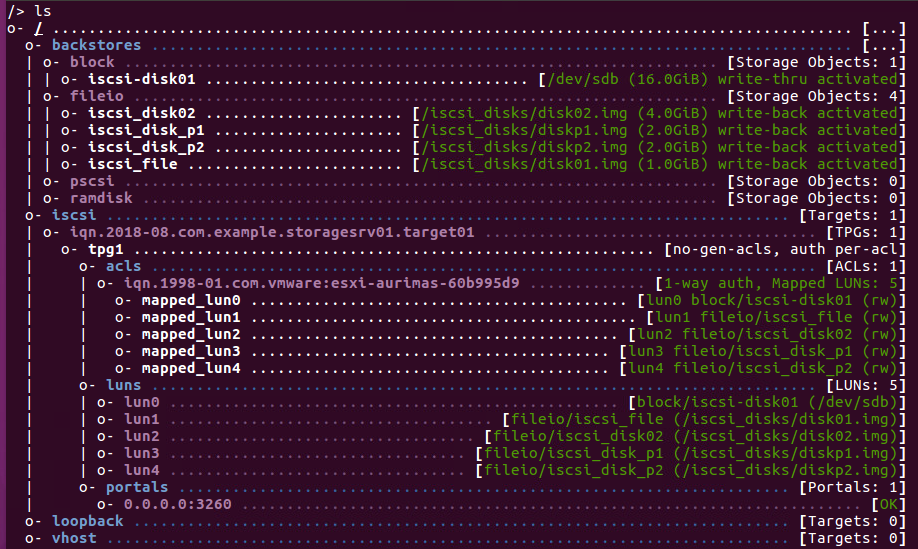 /> ls
o- / ......................................................................................... [...]
  o- backstores .............................................................................. [...]
  | o- block .................................................................. [Storage Objects: 1]
  | | o- iscsi-disk01 .................................... [/dev/sdb (16.0GiB) write-thru activated]
  | o- fileio ................................................................. [Storage Objects: 4]
  | | o- iscsi_disk02 ...................... [/iscsi_disks/disk02.img (4.0GiB) write-back activated]
  | | o- iscsi_disk_p1 ..................... [/iscsi_disks/diskp1.img (2.0GiB) write-back activated]
  | | o- iscsi_disk_p2 ..................... [/iscsi_disks/diskp2.img (2.0GiB) write-back activated]
  | | o- iscsi_file ........................ [/iscsi_disks/disk01.img (1.0GiB) write-back activated]
  | o- pscsi .................................................................. [Storage Objects: 0]
  | o- ramdisk ................................................................ [Storage Objects: 0]
  o- iscsi ............................................................................ [Targets: 1]
  | o- iqn.2018-08.com.example.storagesrv01.target01 ..................................... [TPGs: 1]
  |   o- tpg1 .......................................................... [no-gen-acls, auth per-acl]
  |     o- acls .......................................................................... [ACLs: 1]
  |     | o- iqn.1998-01.com.vmware:esxi-aurimas-60b995d9 .............. [1-way auth, Mapped LUNs: 5]
  |     |   o- mapped_lun0 .......................................... [lun0 block/iscsi-disk01 (rw)]
  |     |   o- mapped_lun1 ............................................ [lun1 fileio/iscsi_file (rw)]
  |     |   o- mapped_lun2 .......................................... [lun2 fileio/iscsi_disk02 (rw)]
  |     |   o- mapped_lun3 ......................................... [lun3 fileio/iscsi_disk_p1 (rw)]
  |     |   o- mapped_lun4 ......................................... [lun4 fileio/iscsi_disk_p2 (rw)]
  |     o- luns .......................................................................... [LUNs: 5]
  |     | o- lun0 .................................................... [block/iscsi-disk01 (/dev/sdb)]
  |     | o- lun1 ..................................... [fileio/iscsi_file (/iscsi_disks/disk01.img)]
  |     | o- lun2 ................................... [fileio/iscsi_disk02 (/iscsi_disks/disk02.img)]
  |     | o- lun3 .................................. [fileio/iscsi_disk_p1 (/iscsi_disks/diskp1.img)]
  |     | o- lun4 .................................. [fileio/iscsi_disk_p2 (/iscsi_disks/diskp2.img)]
  |     o- portals .................................................................... [Portals: 1]
  |       o- 0.0.0.0:3260 ..................................................................... [OK]
  o- loopback ......................................................................... [Targets: 0]
  o- vhost ............................................................................ [Targets: 0]